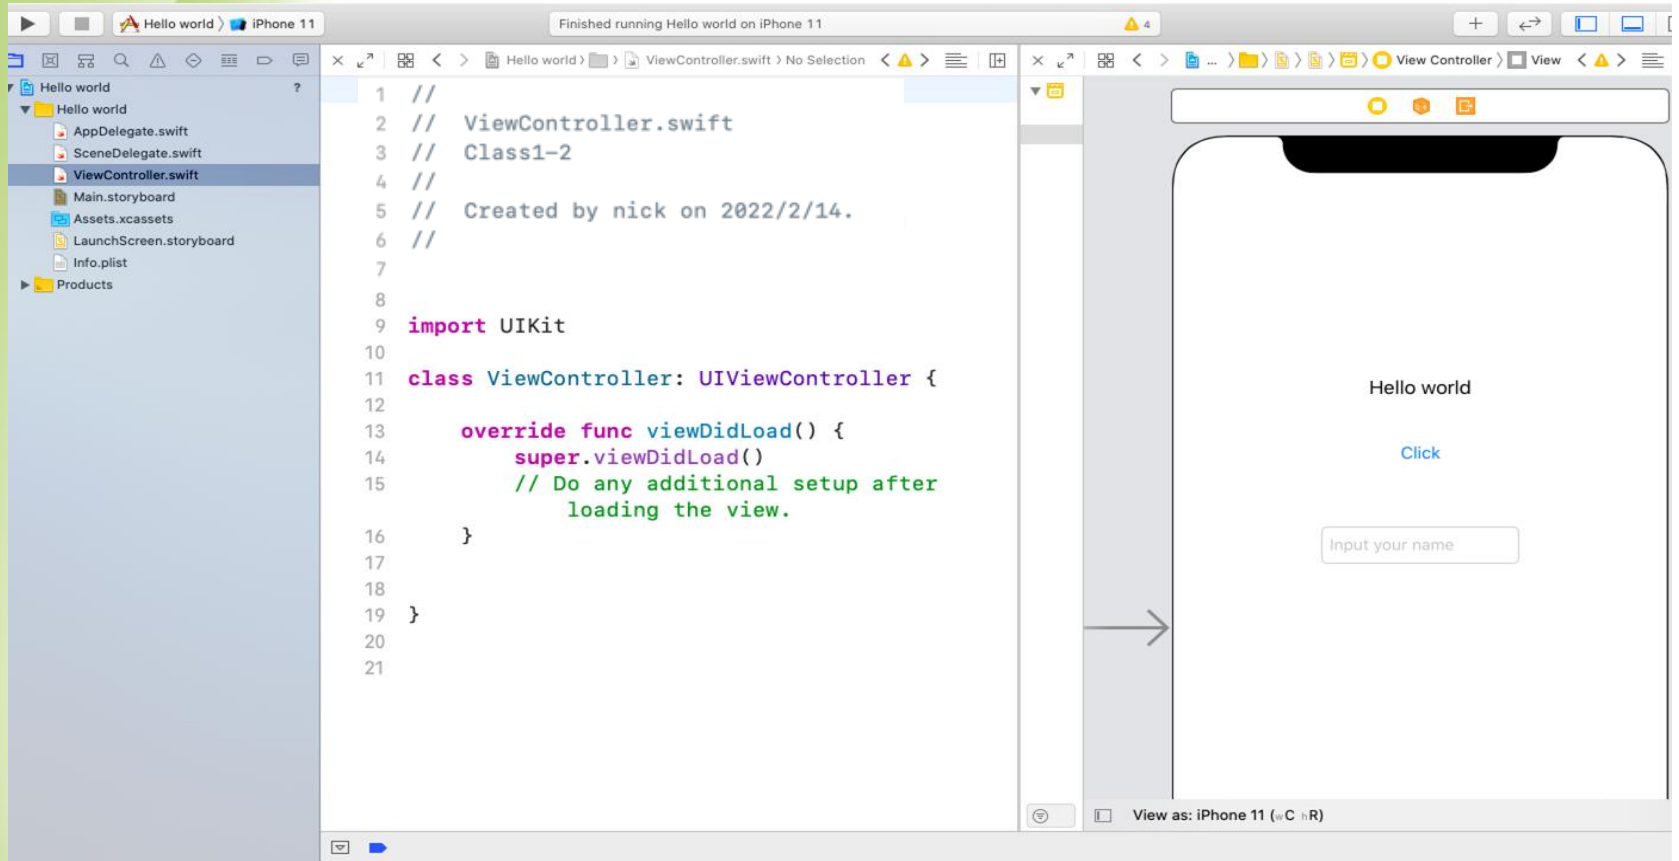 Hello world 〉 iPhone 11
Finished running Hello world on iPhone 11
4
Hello world ?
Hello world
AppDelegate.swift
SceneDelegate.swift
ViewController.swift
Main.storyboard
Assets.xcassets
LaunchScreen.storyboard
Info.plist
Products
Hello world 〉 〉 ViewController.swift 〉 No Selection
1 //
2 // ViewController.swift
3 // Class1-2
4 //
5 // Created by nick on 2022/2/14.
6 //
7
8
9 import UIKit
10
11 class ViewController: UIViewController {
12
13 override func viewDidLoad() {
14 super.viewDidLoad()
15 // Do any additional setup after
loading the view.
16 }
17
18
19 }
20
21
... 〉 〉 〉 〉 〉 View Controller 〉 View
Hello world
Click
Input your name
View as: iPhone 11 (wC hR)